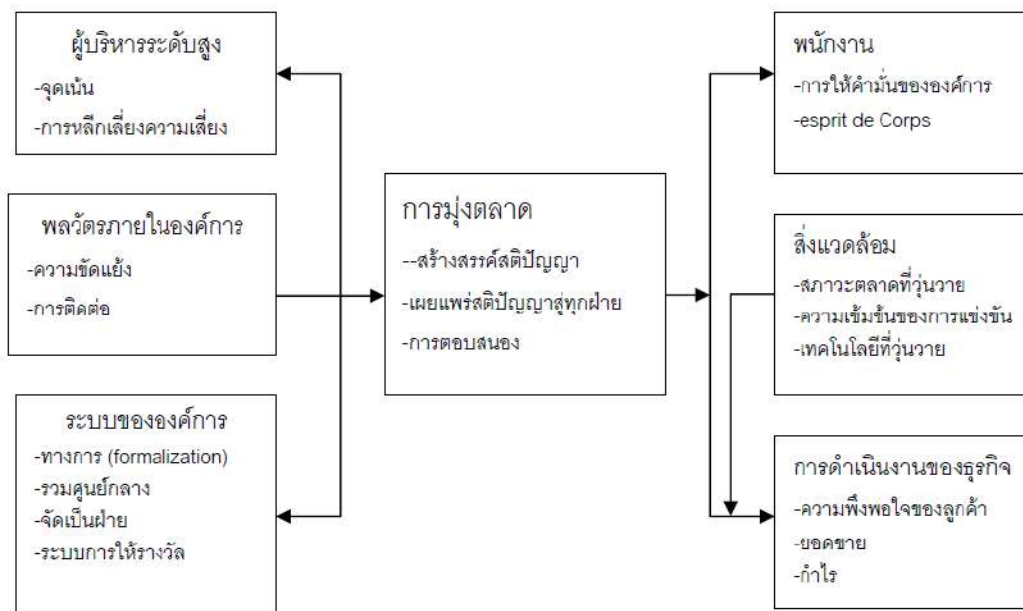 ผู้บริหารระดับสูง
-จุดเน้น
-การหลีกเลี่ยงความเสี่ยง
พลวัตรภายในองค์การ
-ความขัดแย้ง
-การติดต่อ
ระบบขององค์การ
-ทางการ (formalization)
-รวมศูนย์กลาง
-จัดเป็นฝ่าย
-ระบบการให้รางวัล
การมุ่งตลาด
--สร้างสรรค์สติปัญญา
-เผยแพร่สติปัญญาสู่ทุกฝ่าย
-การตอบสนอง
พนักงาน
-การให้คำมั่นขององค์การ
-esprit de Corps
สิ่งแวดล้อม
-สภาวะตลาดที่วุ่นวาย
-ความเข้มข้นของการแข่งขัน
-เทคโนโลยีที่วุ่นวาย
การดำเนินงานของธุรกิจ
-ความพึงพอใจของลูกค้า
-ยอดขาย
-กำไร